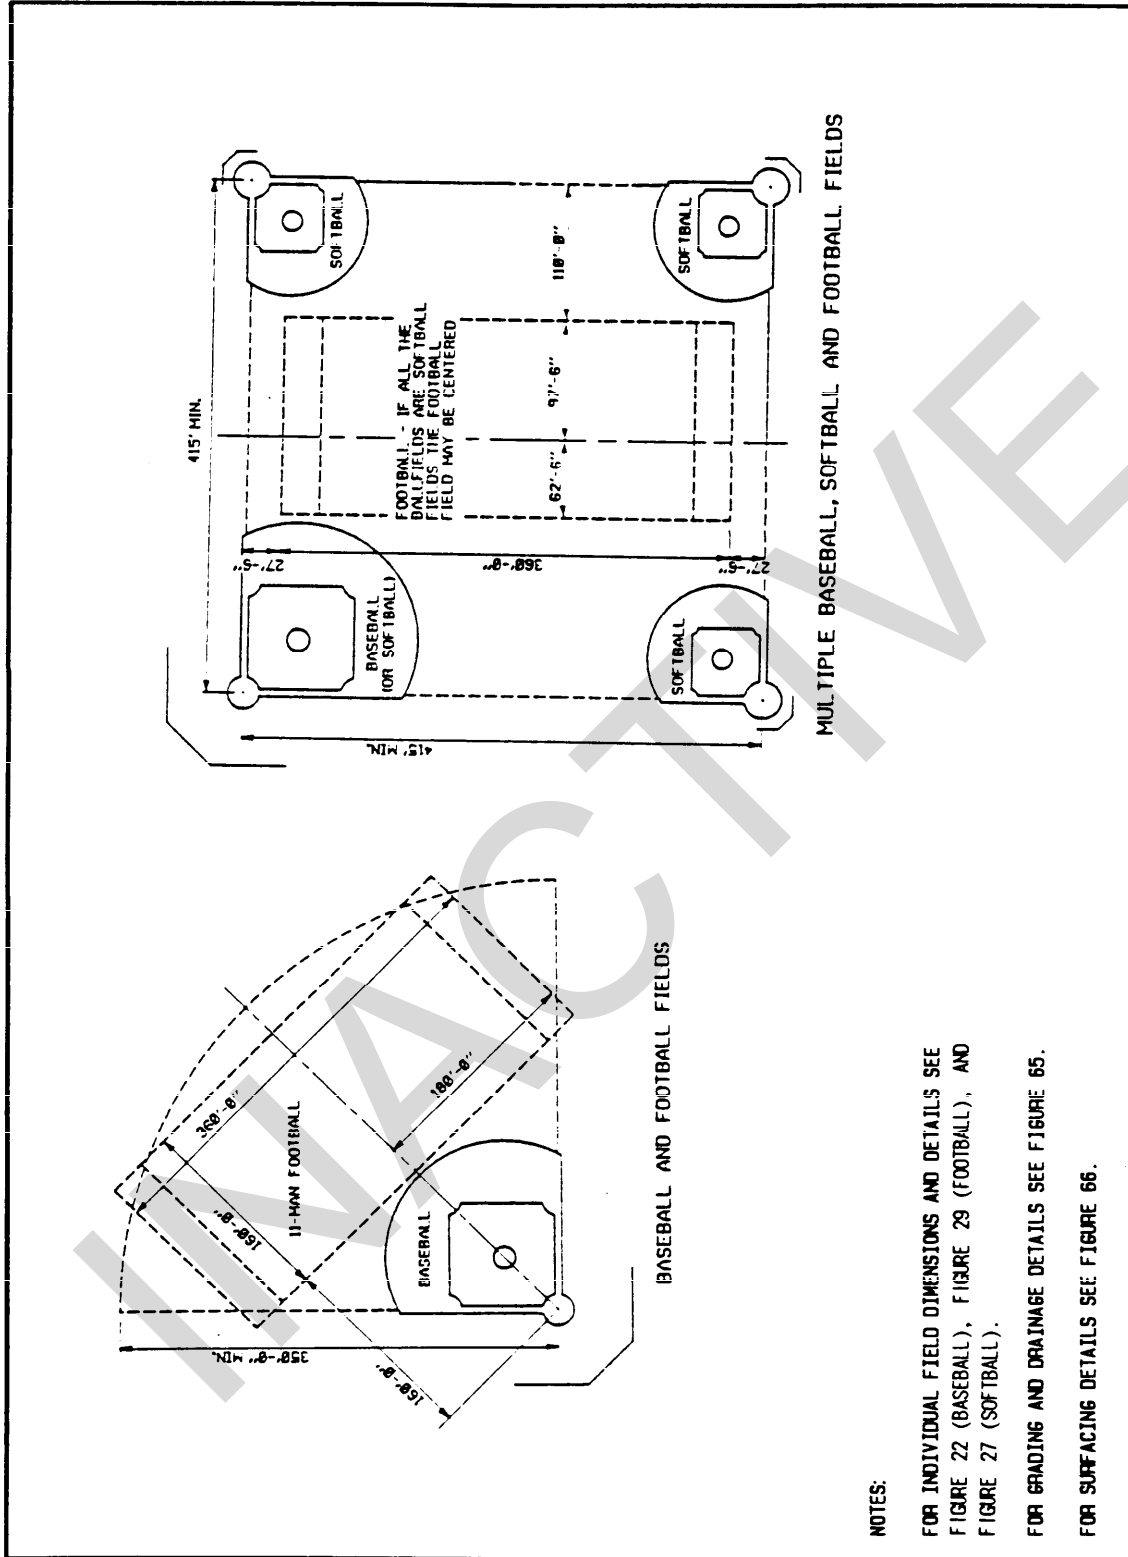 415' MIN.
415' MIN.
SOFTBALL
SOFTBALL
SOFTBALL
BASEBALL
(OR SOFTBALL)
FOOTBALL - IF ALL THE
BALLFIELDS ARE SOFTBALL
FIELDS THE FOOTBALL
FIELD MAY BE CENTERED
27'-6"
360'-0"
27'-6"
62'-6"
97'-6"
110'-0"
MULTIPLE BASEBALL, SOFTBALL AND FOOTBALL FIELDS
350'-0" MIN.
160'-0"
160'-0"
360'-0"
180'-0"
11-MAN FOOTBALL
BASEBALL
BASEBALL AND FOOTBALL FIELDS
INACTIVE
NOTES:
FOR INDIVIDUAL FIELD DIMENSIONS AND DETAILS SEE
FIGURE 22 (BASEBALL), FIGURE 29 (FOOTBALL), AND
FIGURE 27 (SOFTBALL).
FOR GRADING AND DRAINAGE DETAILS SEE FIGURE 65.
FOR SURFACING DETAILS SEE FIGURE 66.